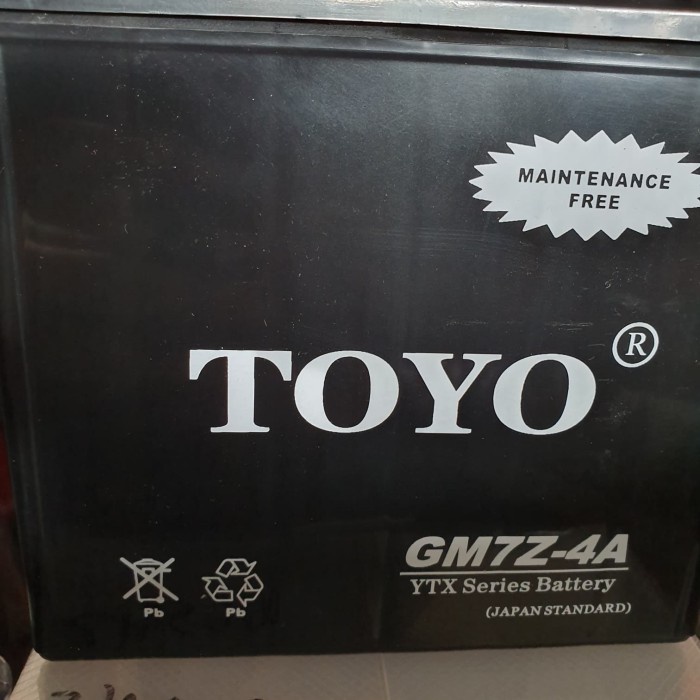 MAINTENANCE
FREE
TOYO®
GM7Z-4A
YTX Series Battery
(JAPAN STANDARD)
Pb Pb